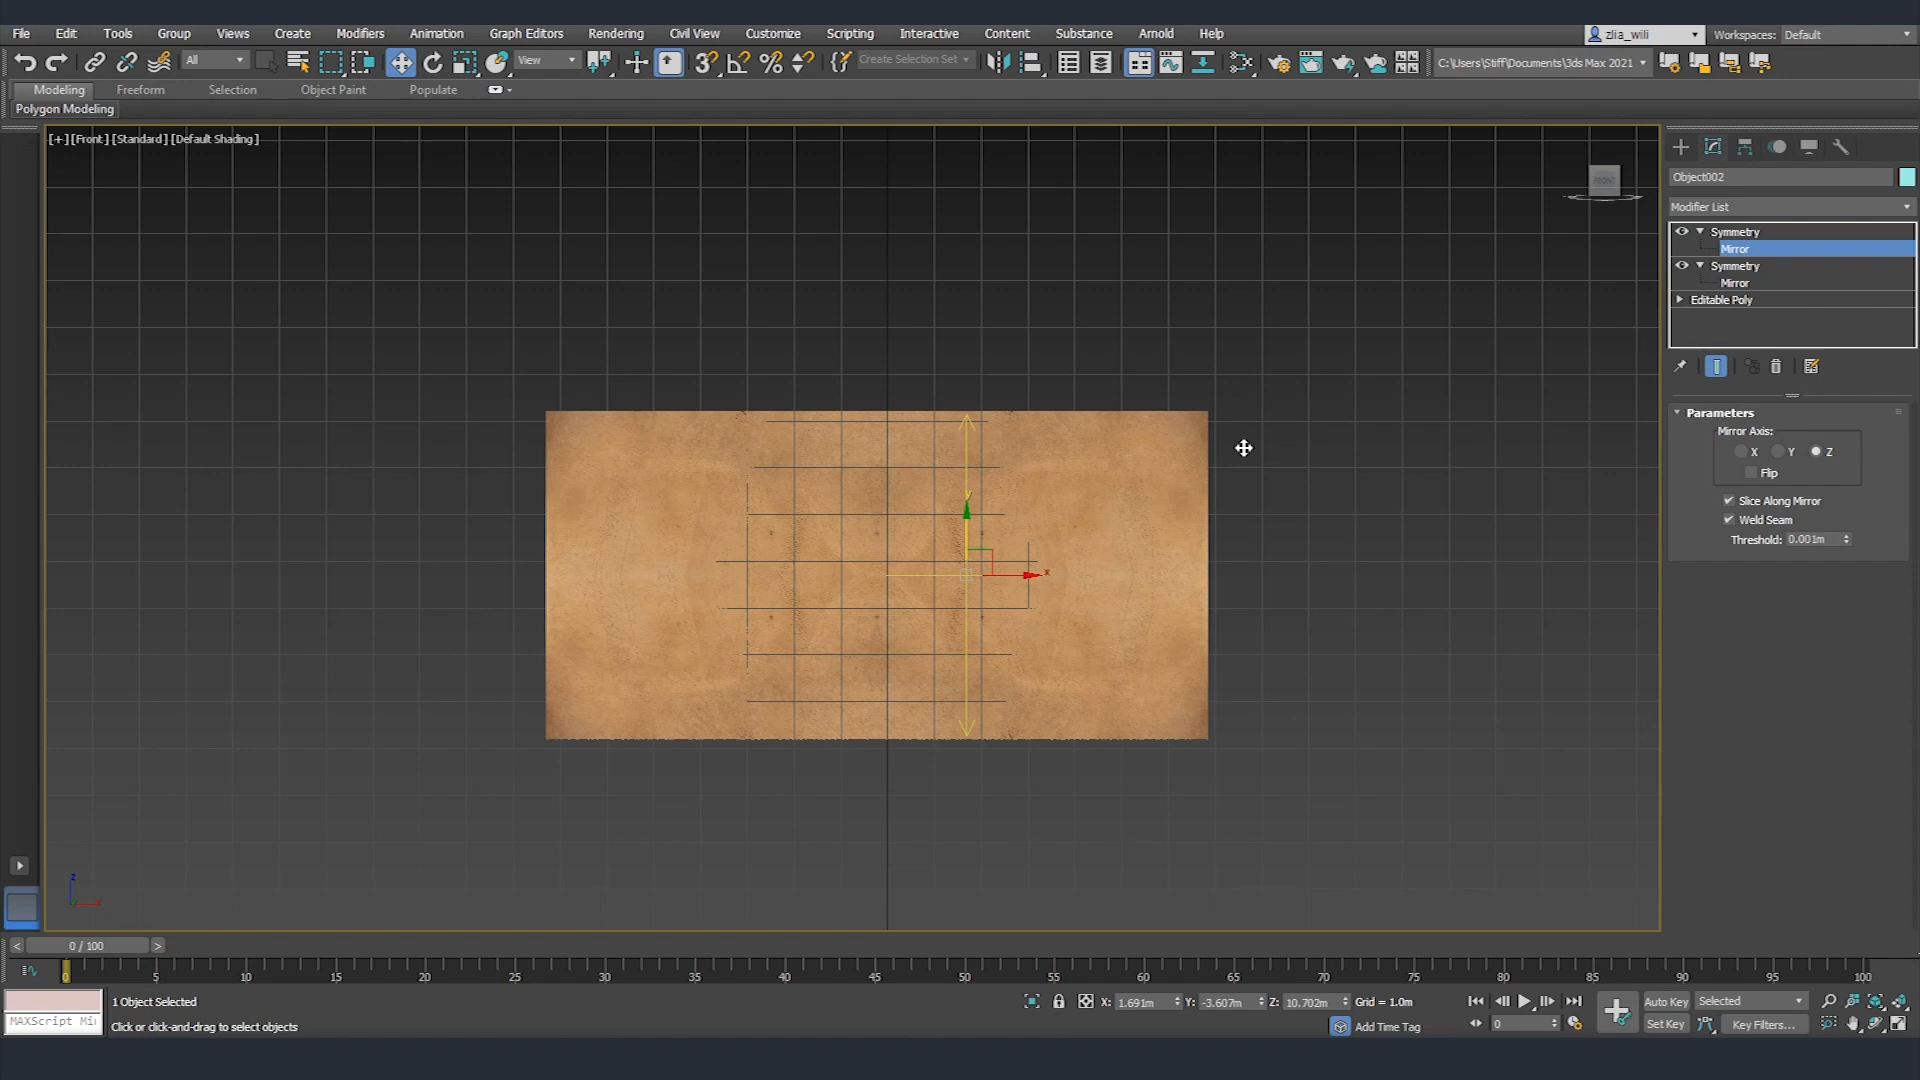 File Edit Tools Group Views Create Modifiers Animation Graph Editors Rendering Civil View Customize Scripting Interactive Content Substance Arnold Help
zlia_wili Workspaces: Default
All View Create Selection Set C:\Users\Stiff\Documents\3ds Max 2021
Modeling Freeform Selection Object Paint Populate
Polygon Modeling
[+] [Front] [Standard] [Default Shading]
FRONT
Object002
Modifier List
Symmetry
Mirror
Symmetry
Mirror
Editable Poly
Parameters
Mirror Axis:
X Y Z
Flip
Slice Along Mirror
Weld Seam
Threshold: 0.001m
y
x
z
x
< 0 / 100 >
0 5 10 15 20 25 30 35 40 45 50 55 60 65 70 75 80 85 90 95 100
1 Object Selected X: 1.691m Y: -3.607m Z: 10.702m Grid = 1.0m Auto Key Selected
MAXScript Mi Click or click-and-drag to select objects Add Time Tag 0 Set Key Key Filters...